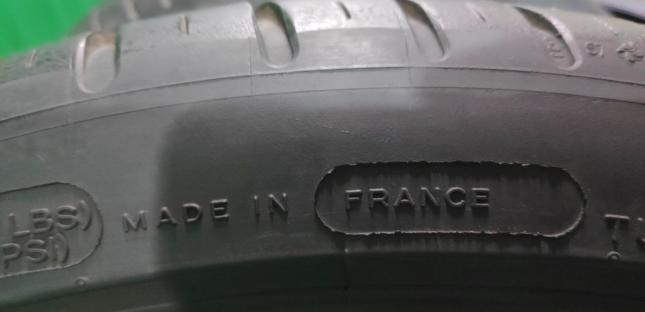 LBS) MADE IN FRANCE
PSI)